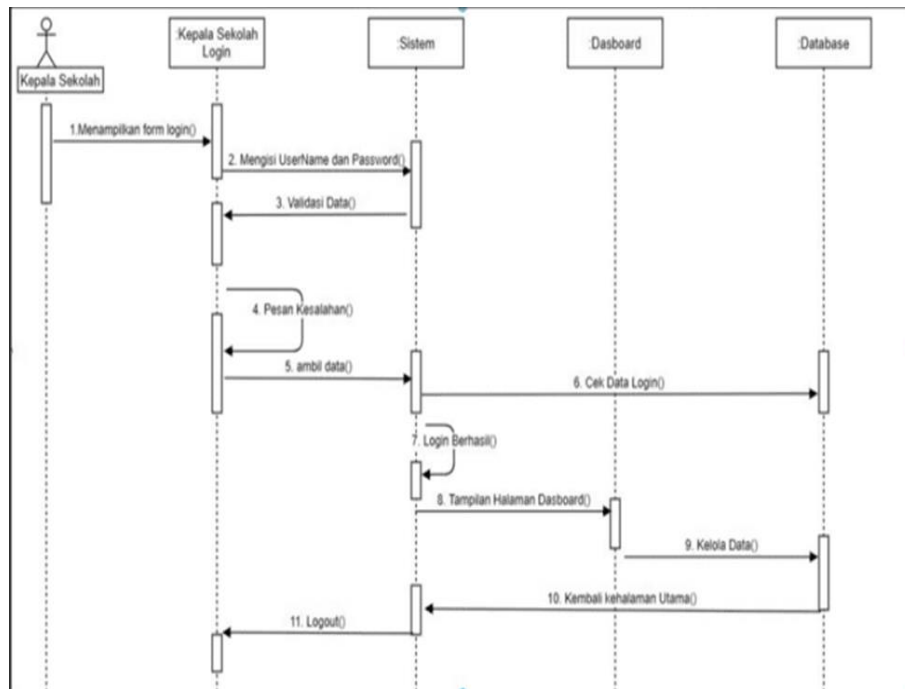 Kepala Sekolah
:Kepala Sekolah
Login
:Sistem
:Dasboard
:Database
1.Menampilkan form login()
2. Mengisi UserName dan Password()
3. Validasi Data()
4. Pesan Kesalahan()
5. ambil data()
6. Cek Data Login()
7. Login Berhasil()
8. Tampilan Halaman Dasboard()
9. Kelola Data()
10. Kembali kehalaman Utama()
11. Logout()